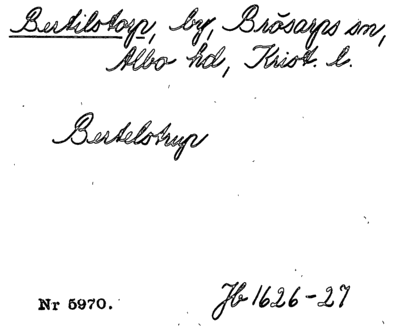 Bertilstorp, by, Brösarps sn,
Albo hd, Krist. l.
Bertelstrup
Nr 5970. Jb 1626-27